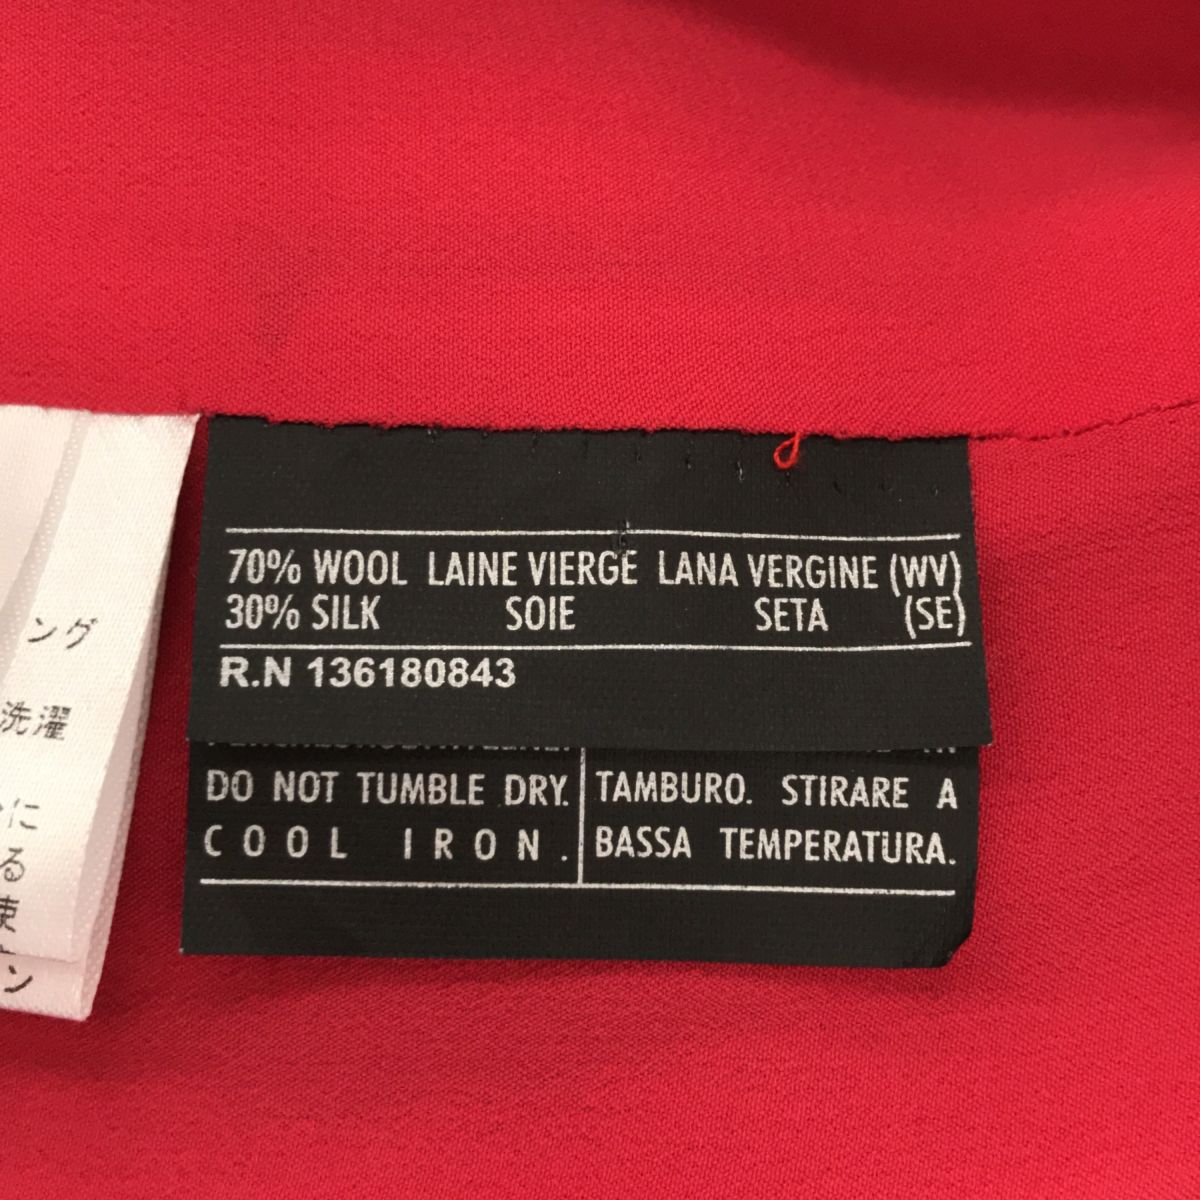 70% WOOL LAINE VIERGE LANA VERGINE (WV)
30% SILK SOIE SETA (SE)
R.N 136180843
DO NOT TUMBLE DRY.
COOL IRON.
TAMBURO. STIRARE A
BASSA TEMPERATURA.
ング
洗濯
に
る
使
ン